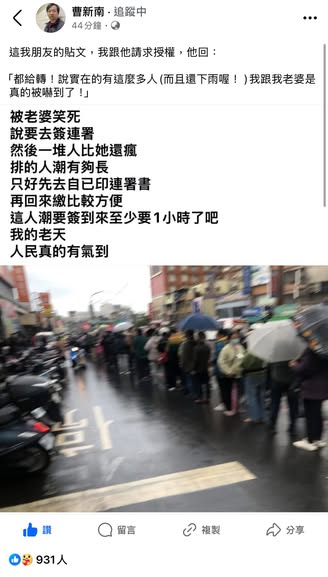 曹新南・追蹤中
44分鐘・
這我朋友的貼文，我跟他請求授權，他回：
「都給轉！說實在的有這麼多人(而且還下雨喔！)我跟我老婆是
真的被嚇到了！」
被老婆笑死
說要去簽連署
然後一堆人比她還瘋
排的人潮有夠長
只好先去自己印連署書
再回來繳比較方便
這人潮要簽到來至少要1小時了吧
我的老天
人民真的有氣到
讚
留言
複製
分享
931人